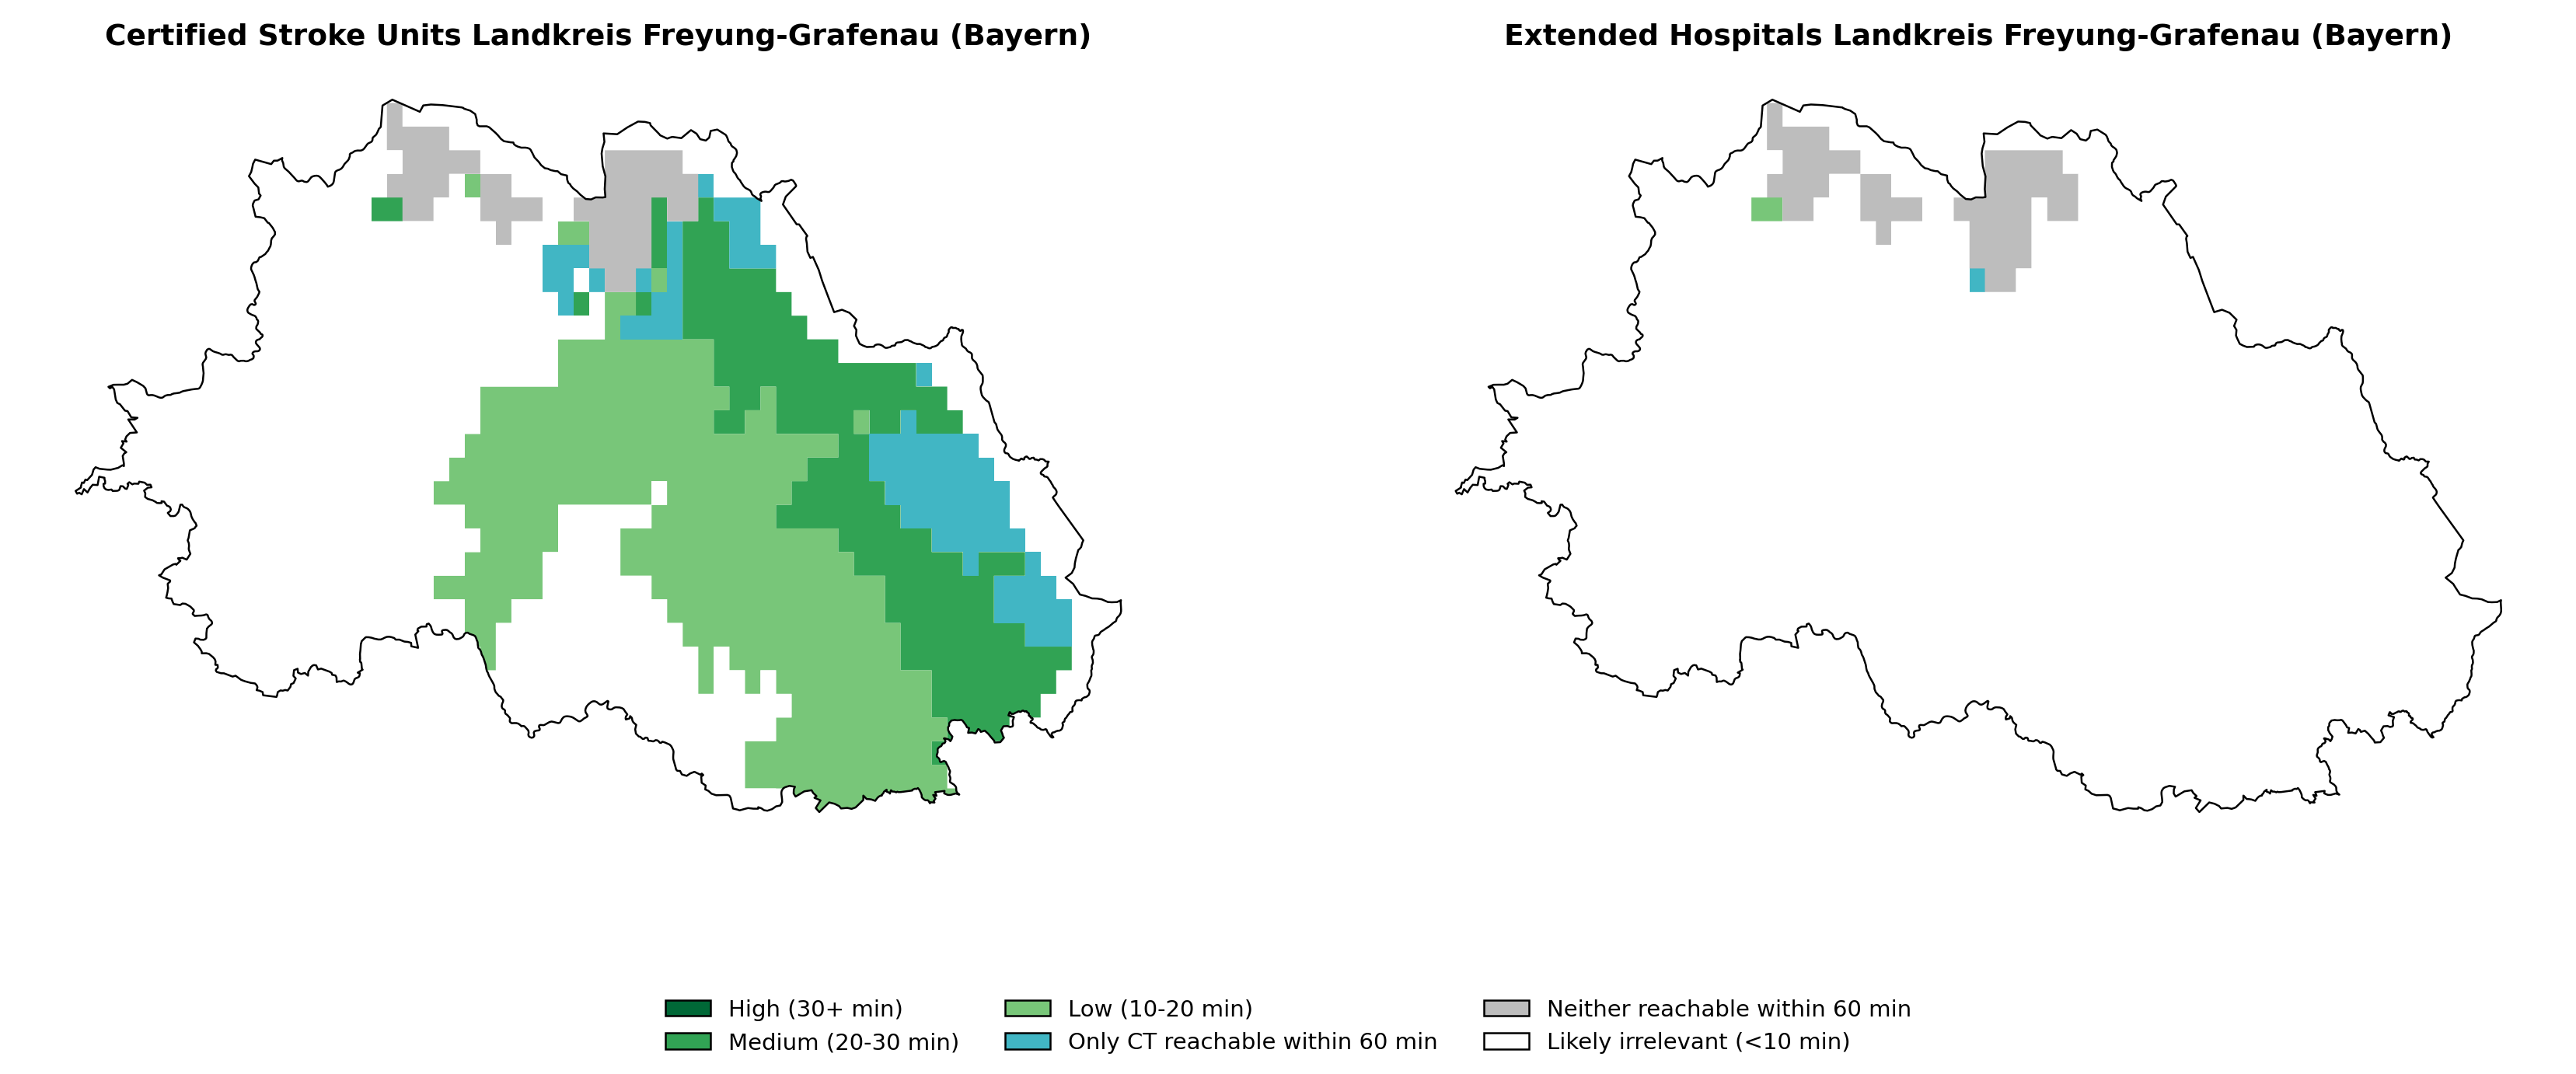 Certified Stroke Units Landkreis Freyung-Grafenau (Bayern)
Extended Hospitals Landkreis Freyung-Grafenau (Bayern)
High (30+ min)
Medium (20-30 min)
Low (10-20 min)
Only CT reachable within 60 min
Neither reachable within 60 min
Likely irrelevant (<10 min)